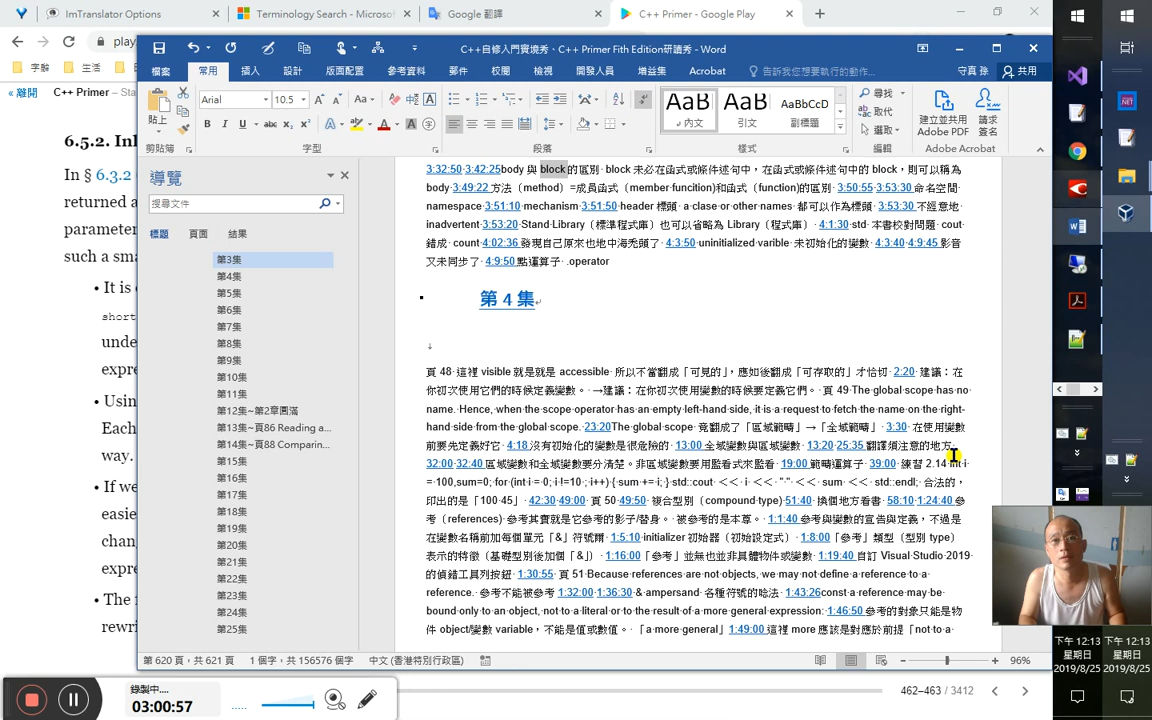 ImTranslator Options
Terminology Search - Microso
Google 翻譯
C++ Primer - Google Play
play
字辭
生活
« 離開 C++ Primer – Sta
6.5.2. Inl
In § 6.3.2
returned a
parameter
such a sma
• It is
short
unde
expre
• Using
Each
way.
• If we
easie
chan
expre
• The f
rewri
C++自修入門實境秀、C++ Primer Fith Edition研讀秀 - Word
檔案 常用 插入 設計 版面配置 參考資料 郵件 校閱 檢視 開發人員 增益集 Acrobat 告訴我您想要執行的動作... 守真 孫 共用
貼上 Arial 10.5
剪貼簿 字型 段落 樣式 編輯 Adobe Acrobat
AaBb AaBb AaBbCcD
內文 引文 副標題
尋找
取代
選取
建立並共用 Adobe PDF
請求簽名
導覽
搜尋文件
標題 頁面 結果
第3集
第4集
第5集
第6集
第7集
第8集
第9集
第10集
第11集
第12集~第2章圓滿
第13集~頁86 Reading a...
第14集~頁88 Comparin...
第15集
第16集
第17集
第18集
第19集
第20集
第21集
第22集
第23集
第24集
第25集
3:32:50·3:42:25body 與 block的區別 block 未必在函式或條件述句中，在函式或條件述句中的 block，則可以稱為
body 3:49:22 方法（method）=成員函式（member function)和函式（function)的區別 3:50:55 3:53:30 命名空間
namespace 3:51:10 mechanism 3:51:50 header 標頭 a clase or other names 都可以作為標頭 3:53:30 不經意地
inadvertent 3:53:20 Stand Library（標準程式庫）也可以省略為 Library（程式庫） 4:1:30 std 本書校對問題 cout
錯成 count 4:02:36 發現自己原來也地中海禿頭了 4:3:50 uninitialized varible 未初始化的變數 4:3:40 4:9:45 影音
又未同步了 4:9:50 點運算子 .operator
第 4 集
頁 48 這裡 visible 就是就是 accessible 所以不當翻成「可見的」，應如後翻成「可存取的」才恰切 2:20 建議：在
你初次使用它們的時候定義變數。→建議：在你初次使用變數的時候要定義它們。 頁 49 The global scope has no
name. Hence, when the scope operator has an empty left-hand side, it is a request to fetch the name on the right-
hand side from the global scope. 23:20The global scope 竟翻成了「區域範疇」→「全域範疇」 3:30 在使用變數
前要先定義好它 4:18 沒有初始化的變數是很危險的 13:00 全域變數與區域變數 13:20 25:35 翻譯須注意的地方
32:00 32:40 區域變數和全域變數要分清楚。非區域變數要用監看式來監看 19:00 範疇運算子 39:00 練習 2.14 int i
= 100,sum=0; for (int i = 0; i != 10; i++) { sum += i; } std::cout << i << " " << sum << std::endl; 合法的，
印出的是「100 45」 42:30 49:00 頁 50 49:50 複合型別（compound type) 51:40 換個地方看書 58:10 1:24:40 參
考（references) 參考其實就是它參考的影子/替身。被參考的是本尊。 1:1:40 參考與變數的宣告與定義，不過是
在變數名稱前加每個單元「&」符號爾 1:5:10 initializer 初始器（初始設定式） 1:8:00「參考」類型（型別 type）
表示的特徵（基礎型別後加個「&」） 1:16:00「參考」並無也並非具體物件或變數 1:19:40 自訂 Visual Studio 2019
的偵錯工具列按鈕 1:30:55 頁 51 Because references are not objects, we may not define a reference to a
reference. 參考不能被參考 1:32:00 1:36:30 & ampersand 各種符號的唸法 1:43:26const a reference may be
bound only to an object, not to a literal or to the result of a more general expression: 1:46:50 參考的對象只能是物
件 object/變數 variable，不能是值或數值。「a more general」 1:49:00 這裡 more 應該是對應於前提「not to a
第 620 頁，共 621 頁 1 個字，共 156576 個字 中文 (香港特別行政區) 96%
錄製中....
03:00:57
462–463 / 3412
下午 12:13
星期日
2019/8/25
下午 12:13
星期日
2019/8/25